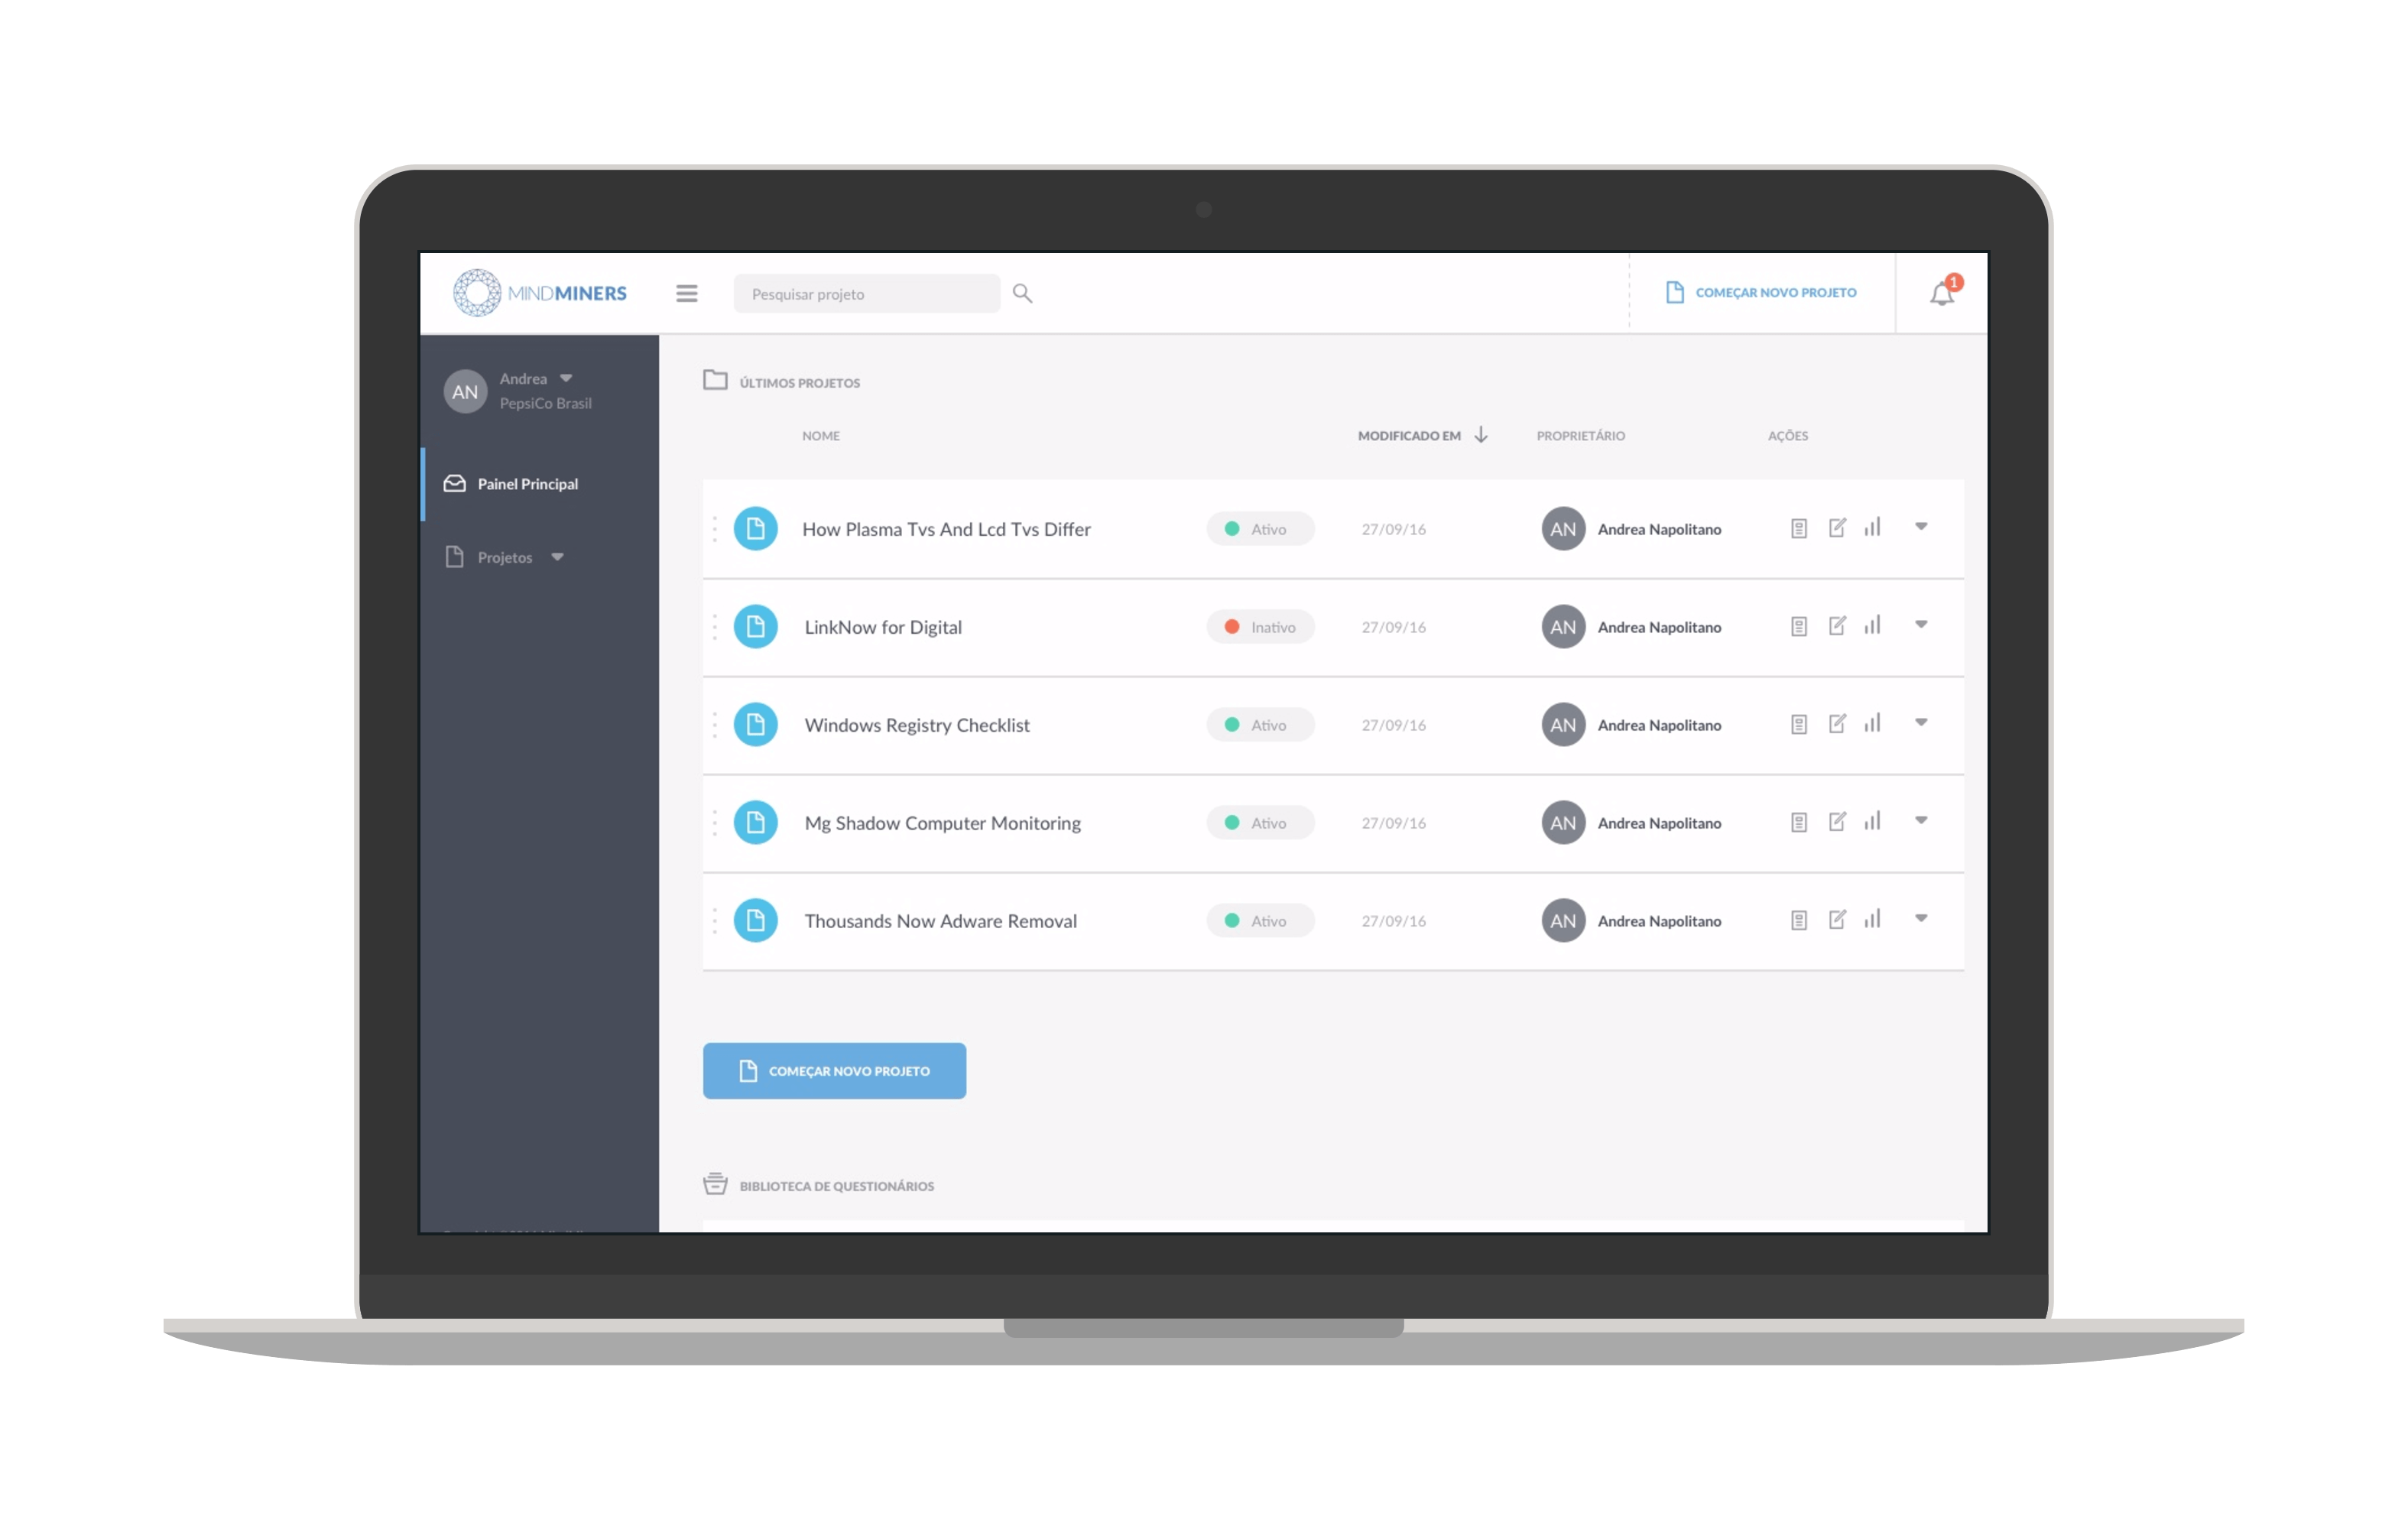 MINDMINERS
Pesquisar projeto
COMEÇAR NOVO PROJETO
1
AN
Andrea
PepsiCo Brasil
Painel Principal
Projetos
ÚLTIMOS PROJETOS
NOME MODIFICADO EM PROPRIETÁRIO AÇÕES
How Plasma Tvs And Lcd Tvs Differ Ativo 27/09/16 AN Andrea Napolitano
LinkNow for Digital Inativo 27/09/16 AN Andrea Napolitano
Windows Registry Checklist Ativo 27/09/16 AN Andrea Napolitano
Mg Shadow Computer Monitoring Ativo 27/09/16 AN Andrea Napolitano
Thousands Now Adware Removal Ativo 27/09/16 AN Andrea Napolitano
COMEÇAR NOVO PROJETO
BIBLIOTECA DE QUESTIONÁRIOS